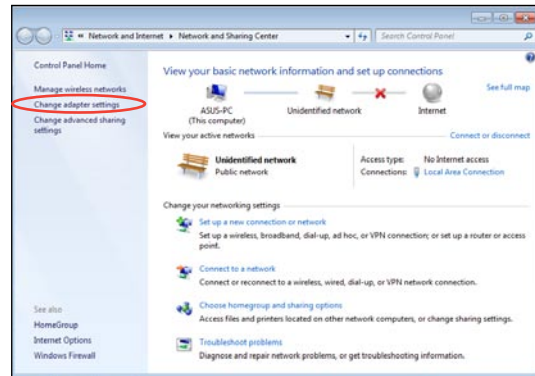 « Network and Internet ▸ Network and Sharing Center
Search Control Panel
Control Panel Home
Manage wireless networks
Change adapter settings
Change advanced sharing
settings
See also
HomeGroup
Internet Options
Windows Firewall
View your basic network information and set up connections
See full map
ASUS-PC
(This computer)
Unidentified network
Internet
View your active networks
Connect or disconnect
Unidentified network
Public network
Access type: No Internet access
Connections: Local Area Connection
Change your networking settings
Set up a new connection or network
Set up a wireless, broadband, dial-up, ad hoc, or VPN connection; or set up a router or access
point.
Connect to a network
Connect or reconnect to a wireless, wired, dial-up, or VPN network connection.
Choose homegroup and sharing options
Access files and printers located on other network computers, or change sharing settings.
Troubleshoot problems
Diagnose and repair network problems, or get troubleshooting information.